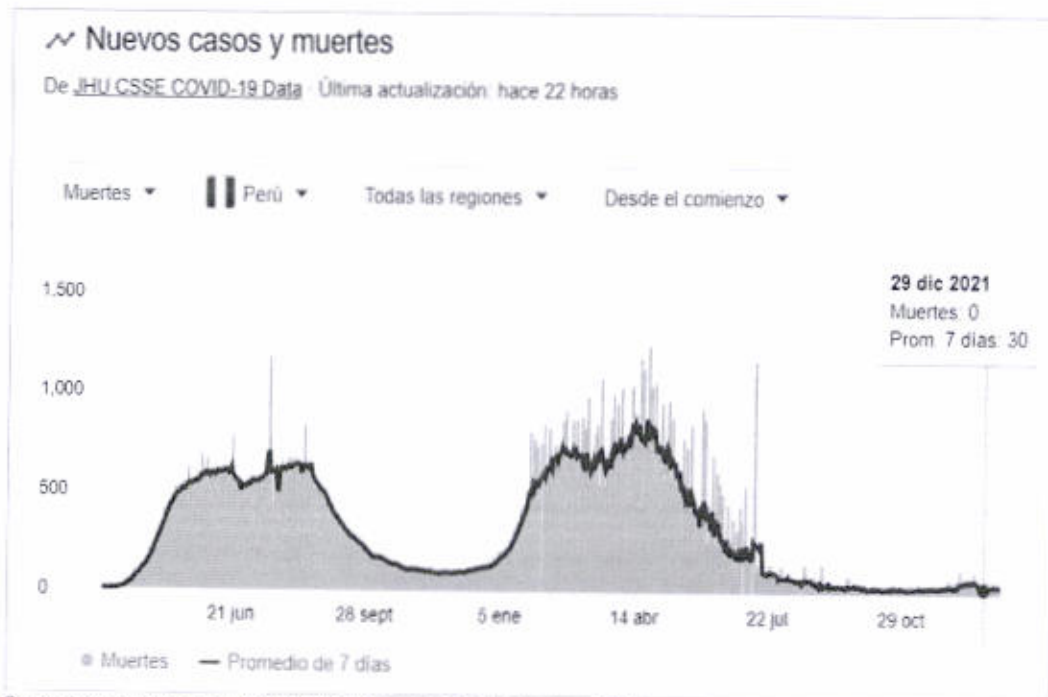 Nuevos casos y muertes
De JHU CSSE COVID-19 Data · Última actualización: hace 22 horas
Muertes Perú Todas las regiones Desde el comienzo
29 dic 2021
Muertes: 0
Prom. 7 días: 30
1.500
1.000
500
0
21 jun 28 sept 5 ene 14 abr 22 jul 29 oct
Muertes Promedio de 7 días